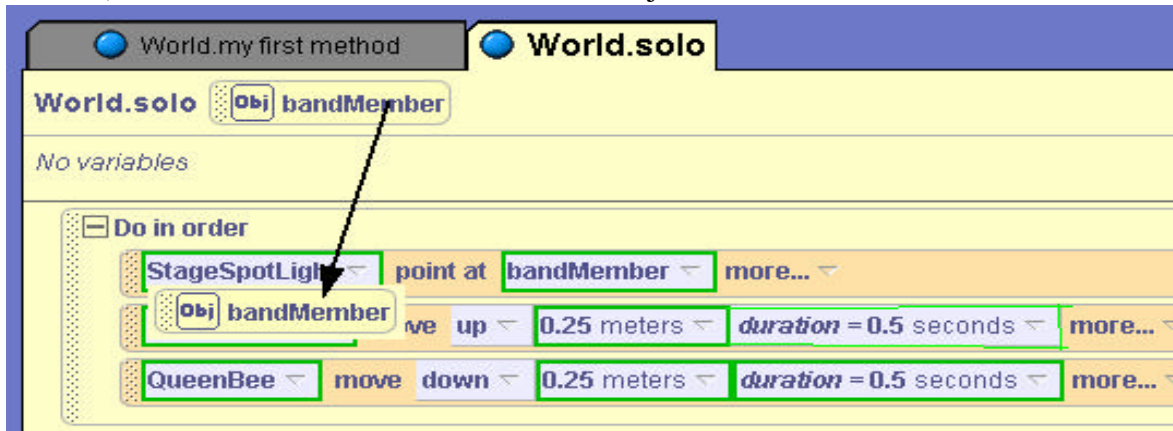 World.my first method World.solo
World.solo Obj bandMember
No variables
Do in order
StageSpotLigh point at bandMember more...
Obj bandMember ve up 0.25 meters duration = 0.5 seconds more...
QueenBee move down 0.25 meters duration = 0.5 seconds more...